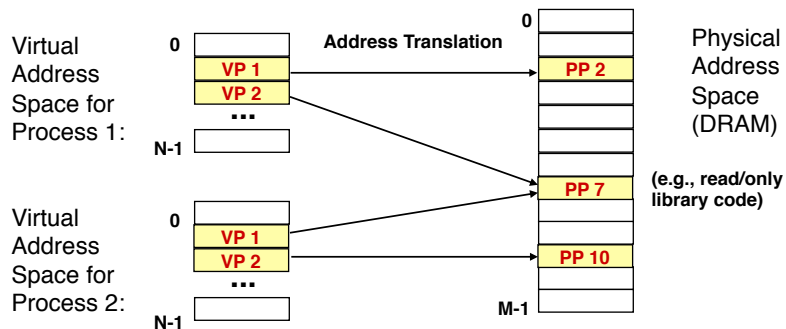 Virtual
Address
Space for
Process 1:
0
VP 1
VP 2
...
N-1
Address Translation
0
PP 2
PP 7
PP 10
M-1
Physical
Address
Space
(DRAM)
(e.g., read/only
library code)
Virtual
Address
Space for
Process 2:
0
VP 1
VP 2
...
N-1